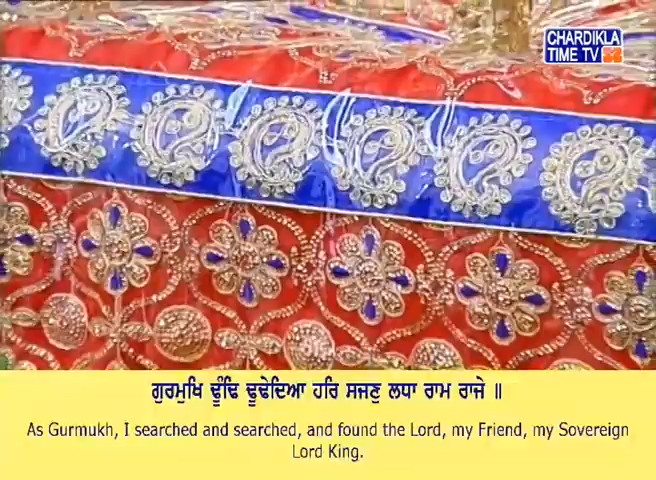 CHARDIKLA
TIME TV
ਗੁਰਮੁਖਿ ਢੂੰਢਿ ਢੂਢੇਦਿਆ ਹਰਿ ਸਜਣੁ ਲਧਾ ਰਾਮ ਰਾਜੇ ॥
As Gurmukh, I searched and searched, and found the Lord, my Friend, my Sovereign
Lord King.